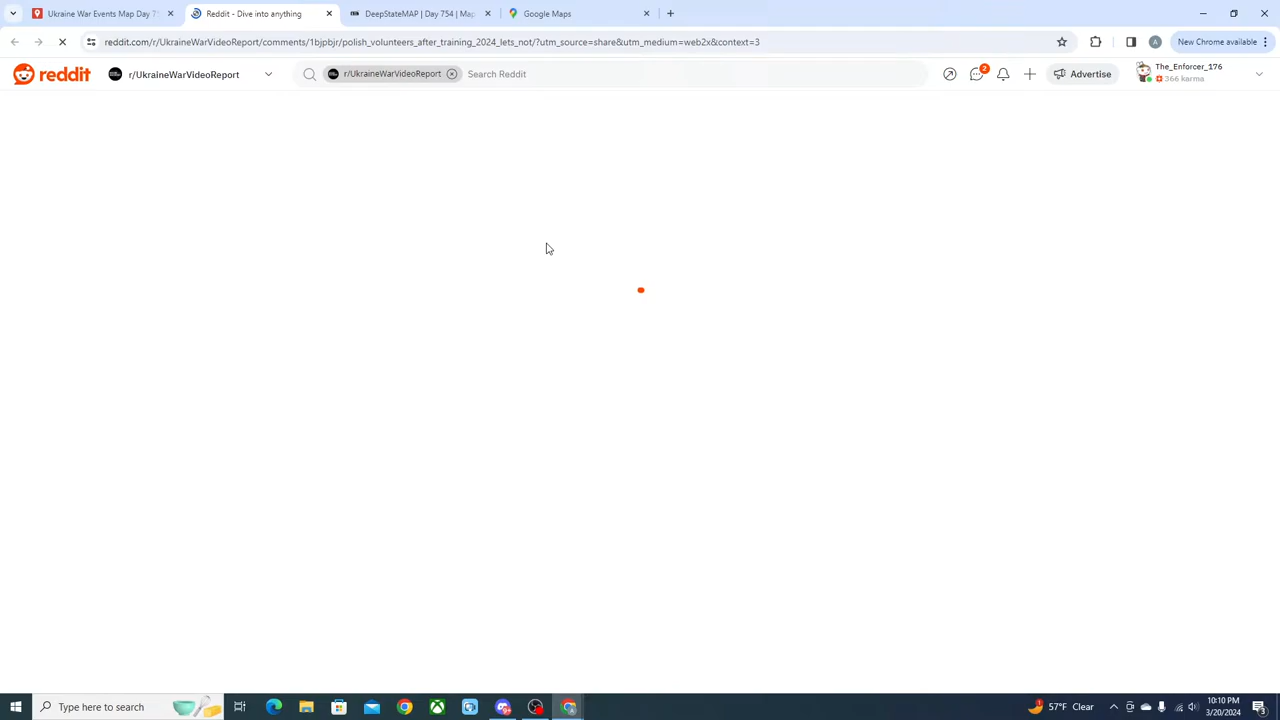 Ukraine War Events Map Day 7
Reddit - Dive into anything
DeepStateMAP | Day 754 | Map
Google Maps
reddit.com/r/UkraineWarVideoReport/comments/1bjpbjr/polish_volunteers_after_training_2024_lets_not/?utm_source=share&utm_medium=web2x&context=3
New Chrome available
reddit
r/UkraineWarVideoReport
r/UkraineWarVideoReport
Search Reddit
2
Advertise
The_Enforcer_176
366 karma
Type here to search
57°F Clear
10:10 PM
3/20/2024